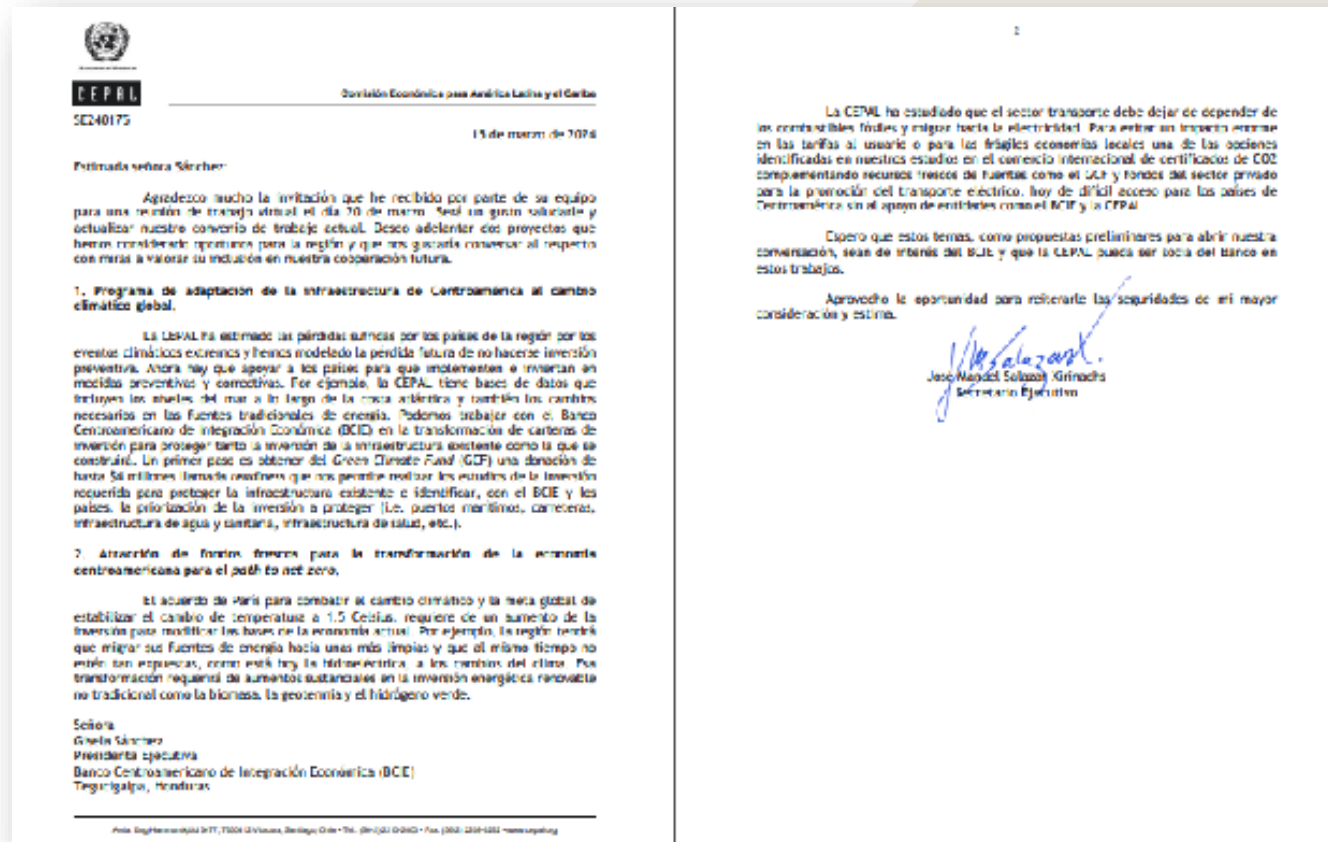 CEPAL
Comisión Económica para América Latina y el Caribe
SE240175
15 de marzo de 2024
Estimada señora Sánchez:
Agradezco mucho la invitación que he recibido por parte de su equipo
para una reunión de trabajo virtual el día 20 de marzo. Será un gusto saludarle y
actualizar nuestro convenio de trabajo actual. Deseo adelantar dos proyectos que
hemos considerado oportunos para la región y que nos gustaría conversar al respecto
con miras a valorar su inclusión en nuestra cooperación futura.
1. Programa de adaptación de la infraestructura de Centroamérica al cambio
climático global.
La CEPAL ha estimado las pérdidas sufridas por los países de la región por los
eventos climáticos extremos y hemos modelado la pérdida futura de no hacerse inversión
preventiva. Ahora hay que apoyar a los países para que implementen e inviertan en
medidas preventivas y correctivas. Por ejemplo, la CEPAL tiene bases de datos que
incluyen los niveles del mar a lo largo de la costa atlántica y también los cambios
necesarios en las fuentes tradicionales de energía. Podemos trabajar con el Banco
Centroamericano de Integración Económica (BCIE) en la transformación de carteras de
inversión para proteger tanto la inversión de la infraestructura existente como la que se
construirá. Un primer paso es obtener del Green Climate Fund (GCF) una donación de
hasta $4 millones llamada readiness que nos permite realizar los estudios de la inversión
requerida para proteger la infraestructura existente e identificar, con el BCIE y los
países, la priorización de la inversión a proteger (i.e. puertos marítimos, carreteras,
infraestructura de agua y sanitaria, infraestructura de salud, etc.).
2. Atracción de fondos frescos para la transformación de la economía
centroamericana para el path to net zero.
El acuerdo de París para combatir el cambio climático y la meta global de
estabilizar el cambio de temperatura a 1.5 Celsius, requiere de un aumento de la
inversión para modificar las bases de la economía actual. Por ejemplo, la región tendrá
que migrar sus fuentes de energía hacia unas más limpias y que al mismo tiempo no
estén tan expuestas, como está hoy la hidroeléctrica, a los cambios del clima. Esa
transformación requerirá de aumentos sustanciales en la inversión energética renovable
no tradicional como la biomasa, la geotermia y el hidrógeno verde.
Señora
Gisela Sánchez
Presidenta Ejecutiva
Banco Centroamericano de Integración Económica (BCIE)
Tegucigalpa, Honduras
2
La CEPAL ha estudiado que el sector transporte debe dejar de depender de
los combustibles fósiles y migrar hacia la electricidad. Para evitar un impacto enorme
en las tarifas al usuario o para las frágiles economías locales una de las opciones
identificadas en nuestros estudios en el comercio internacional de certificados de CO2
complementando recursos frescos de fuentes como el GCF y fondos del sector privado
para la promoción del transporte eléctrico, hoy de difícil acceso para los países de
Centroamérica sin al apoyo de entidades como el BCIE y la CEPAL.
Espero que estos temas, como propuestas preliminares para abrir nuestra
conversación, sean de interés del BCIE y que la CEPAL pueda ser socia del Banco en
estos trabajos.
Aprovecho la oportunidad para reiterarle las seguridades de mi mayor
consideración y estima.
José Manuel Salazar Xirinachs
Secretario Ejecutivo